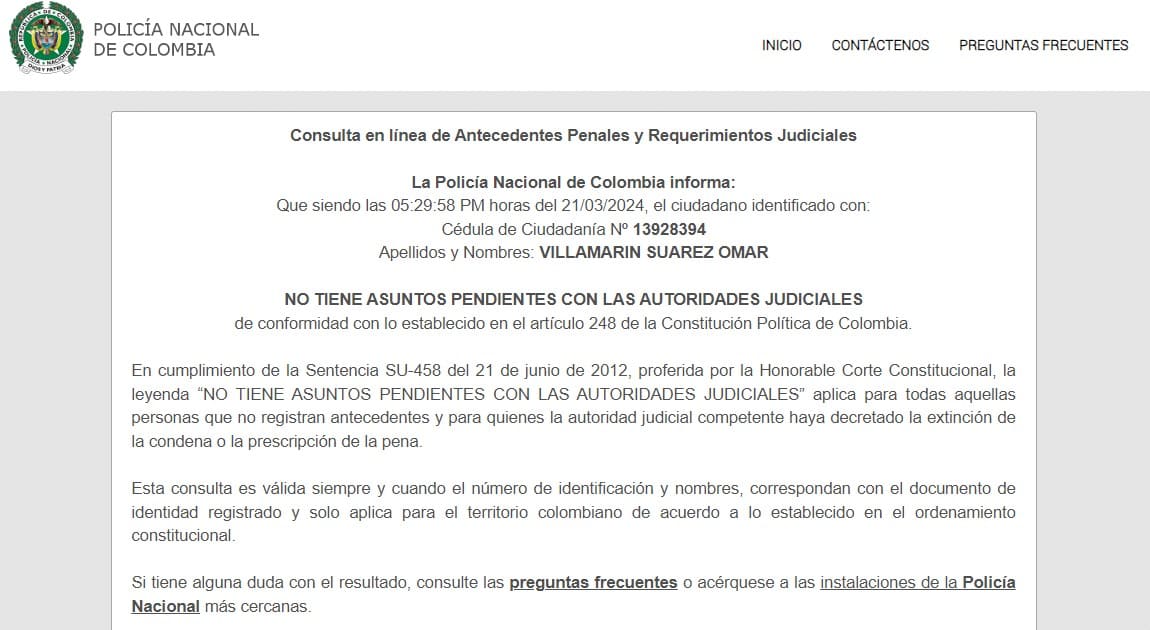 POLICÍA NACIONAL
DE COLOMBIA
INICIO CONTÁCTENOS PREGUNTAS FRECUENTES
Consulta en línea de Antecedentes Penales y Requerimientos Judiciales
La Policía Nacional de Colombia informa:
Que siendo las 05:29:58 PM horas del 21/03/2024, el ciudadano identificado con:
Cédula de Ciudadanía Nº 13928394
Apellidos y Nombres: VILLAMARIN SUAREZ OMAR
NO TIENE ASUNTOS PENDIENTES CON LAS AUTORIDADES JUDICIALES
de conformidad con lo establecido en el artículo 248 de la Constitución Política de Colombia.
En cumplimiento de la Sentencia SU-458 del 21 de junio de 2012, proferida por la Honorable Corte Constitucional, la
leyenda “NO TIENE ASUNTOS PENDIENTES CON LAS AUTORIDADES JUDICIALES” aplica para todas aquellas
personas que no registran antecedentes y para quienes la autoridad judicial competente haya decretado la extinción de
la condena o la prescripción de la pena.
Esta consulta es válida siempre y cuando el número de identificación y nombres, correspondan con el documento de
identidad registrado y solo aplica para el territorio colombiano de acuerdo a lo establecido en el ordenamiento
constitucional.
Si tiene alguna duda con el resultado, consulte las preguntas frecuentes o acérquese a las instalaciones de la Policía
Nacional más cercanas.